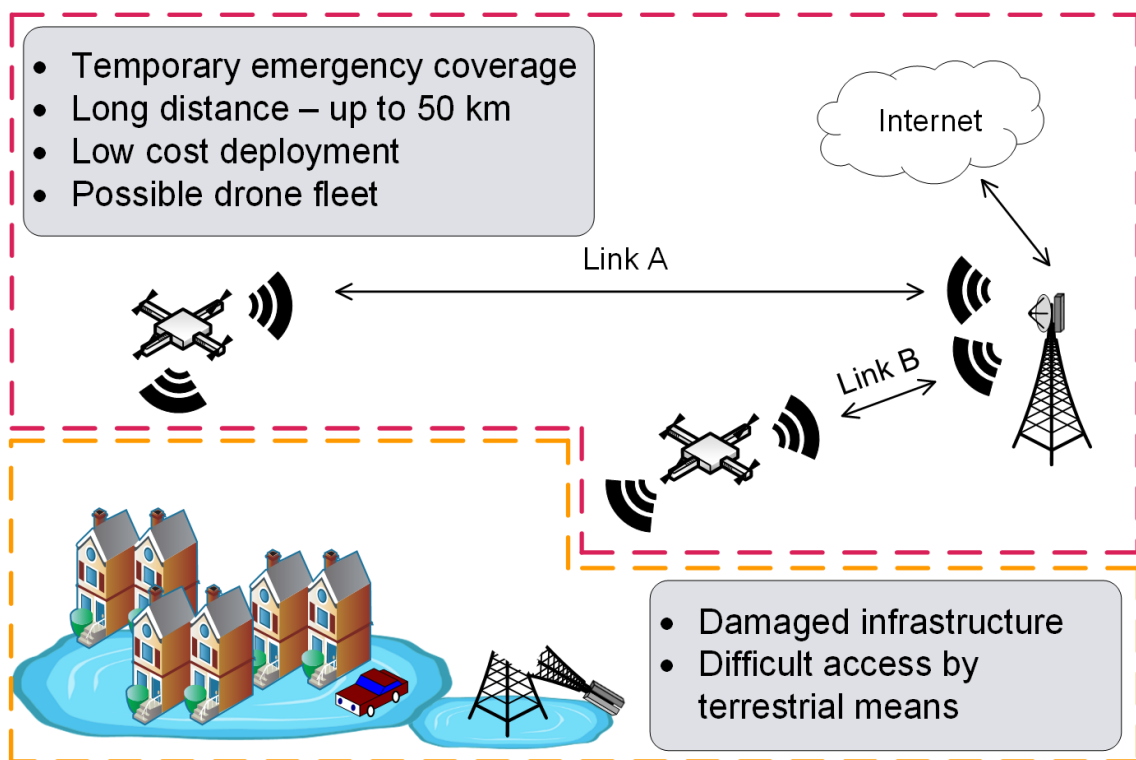 • Temporary emergency coverage
• Long distance – up to 50 km
• Low cost deployment
• Possible drone fleet
Internet
Link A
Link B
• Damaged infrastructure
• Difficult access by
terrestrial means